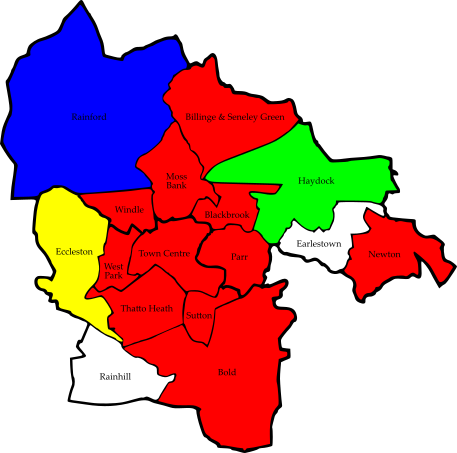 Rainford
Billinge & Seneley Green
Moss
Bank
Haydock
Windle
Blackbrook
Earlestown
Eccleston
Town Centre
Parr
Newton
West
Park
Thatto Heath
Sutton
Rainhill
Bold